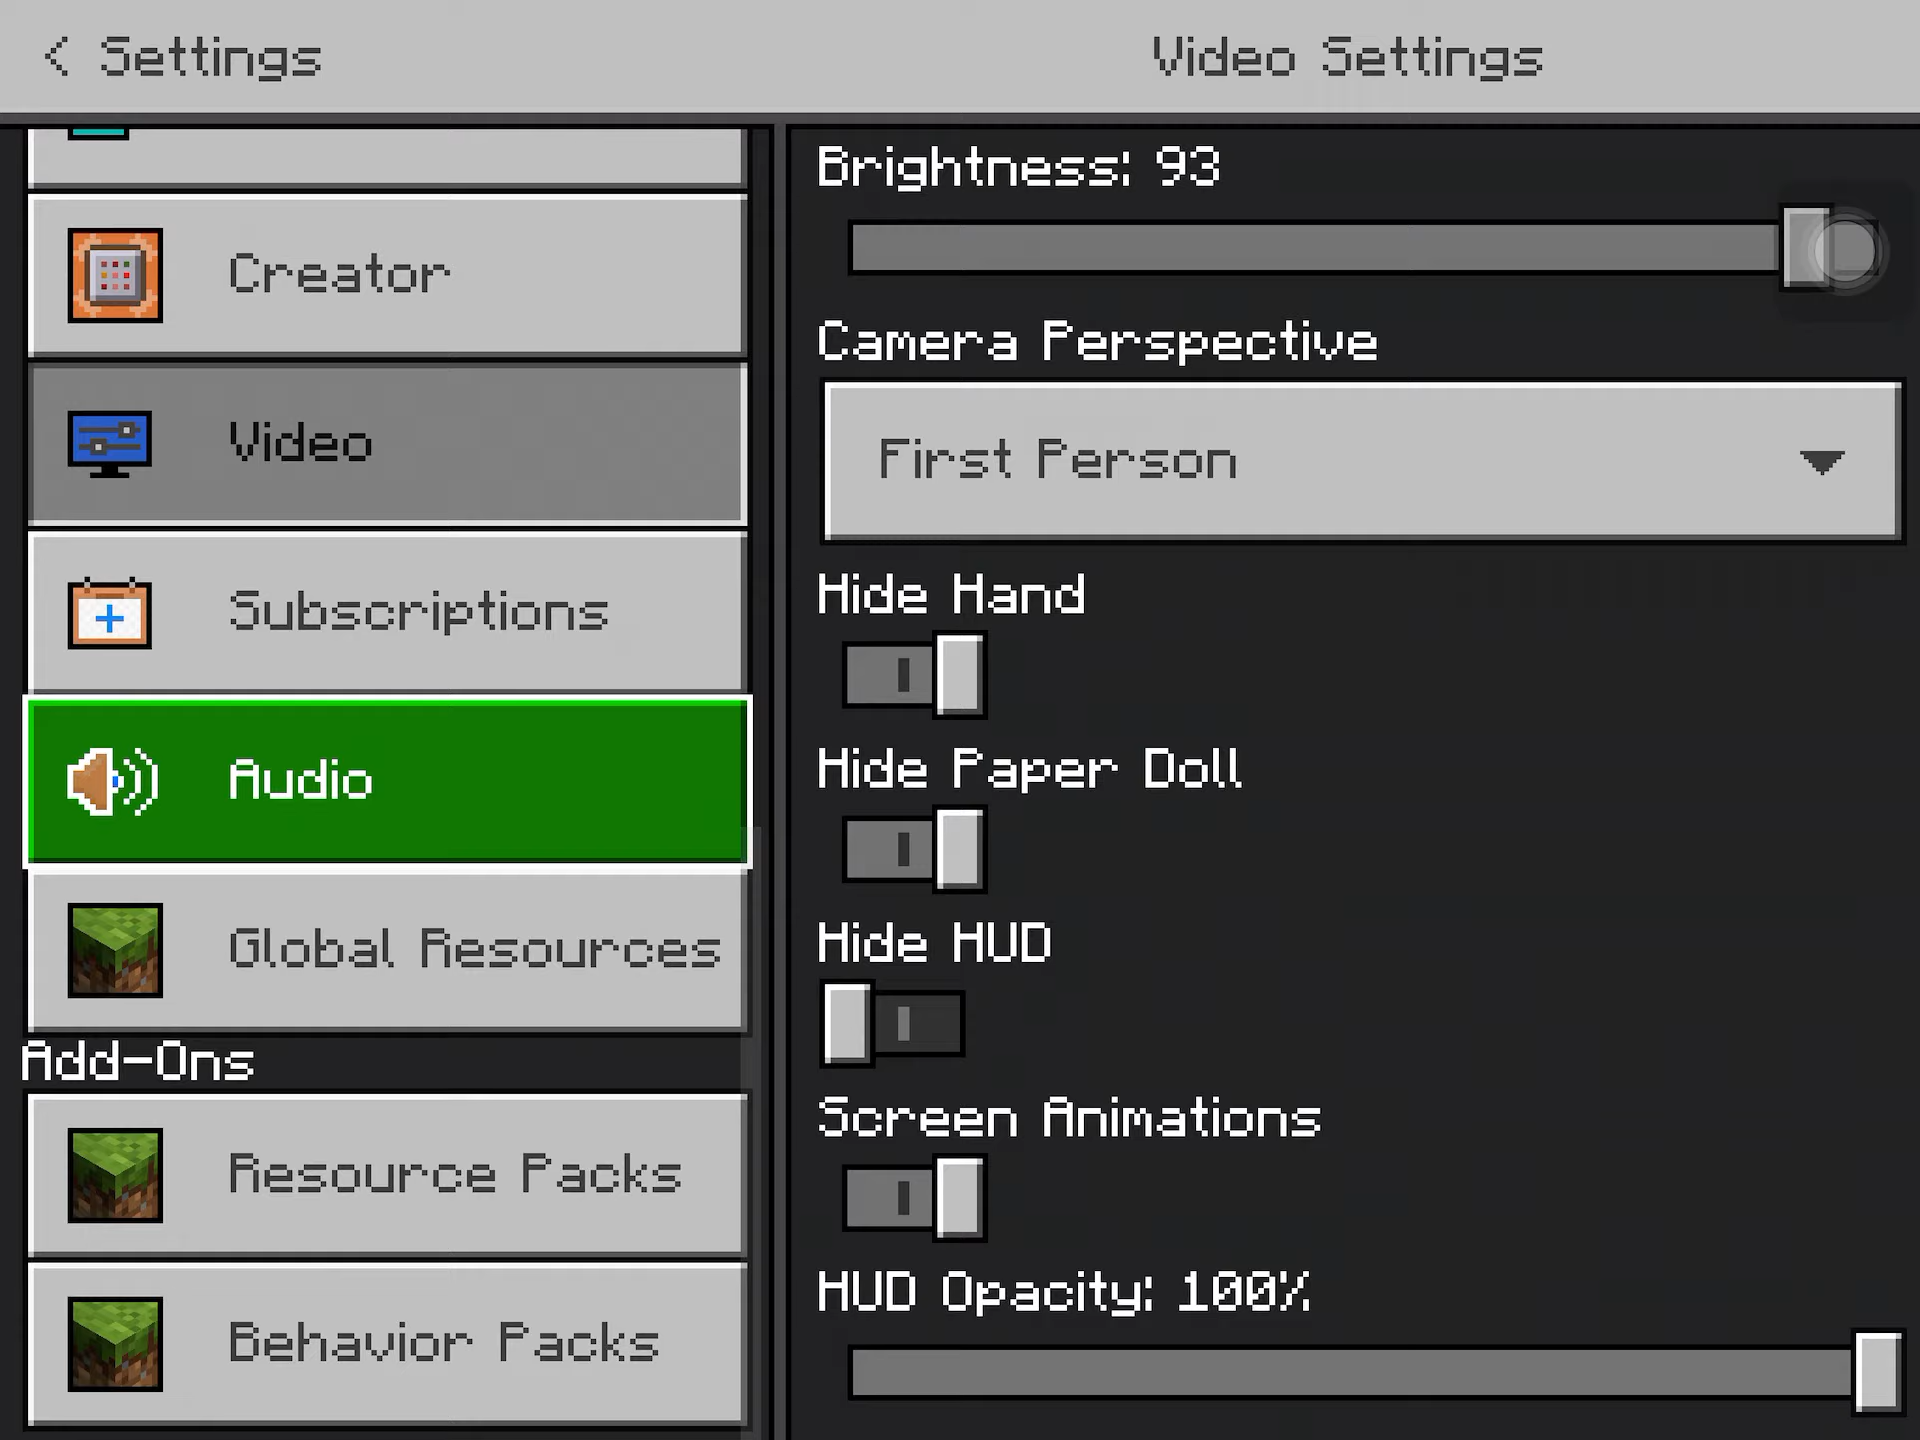 Settings
Video Settings
Creator
Video
Subscriptions
Audio
Global Resources
Add-Ons
Resource Packs
Behavior Packs
Brightness: 93
Camera Perspective
First Person
Hide Hand
Hide Paper Doll
Hide HUD
Screen Animations
HUD Opacity: 100%